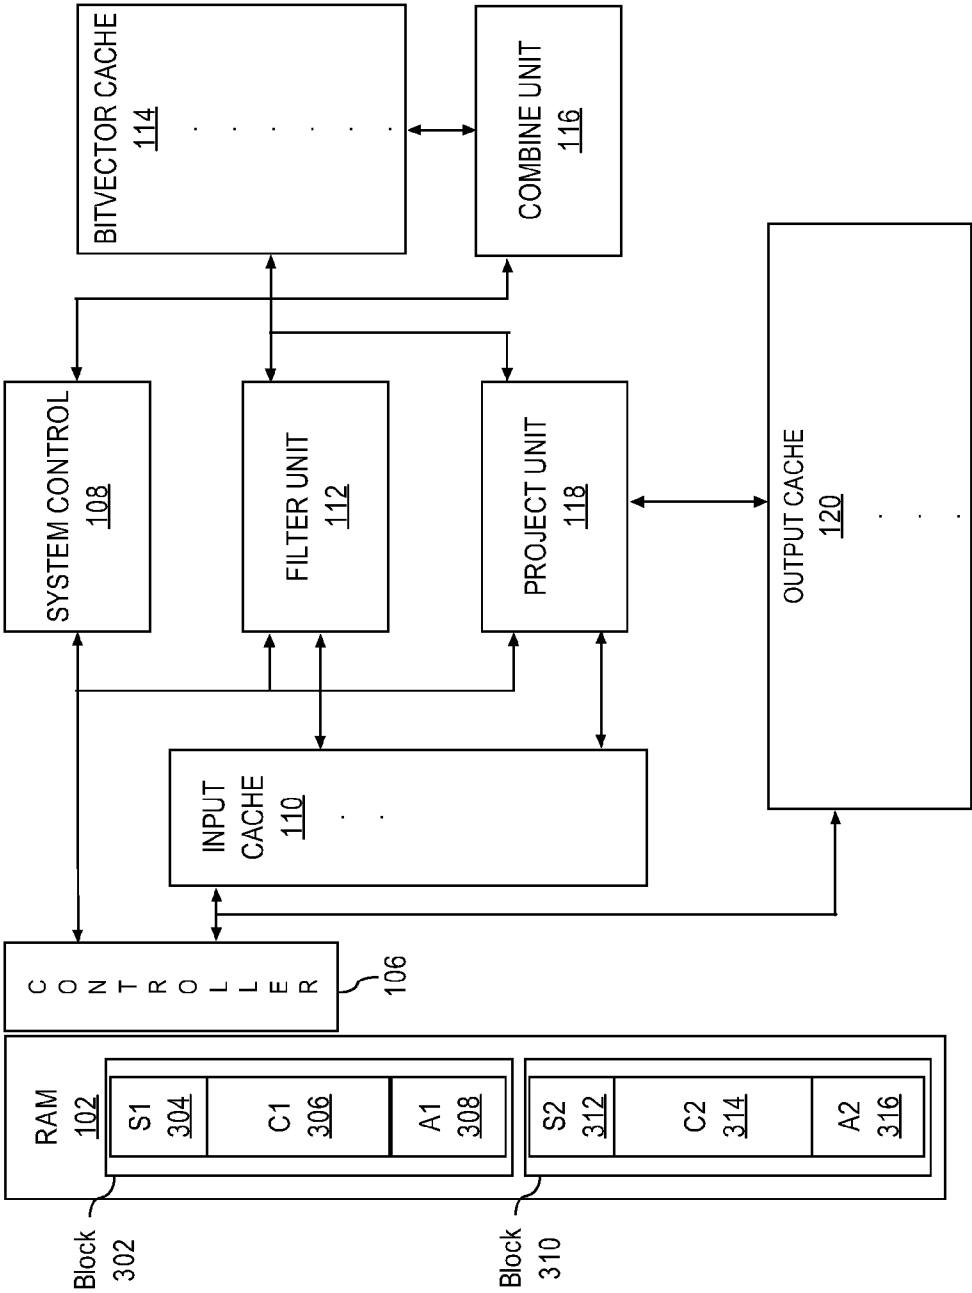 RAM
102
Block
302
S1
304
C1
306
A1
308
Block
310
S2
312
C2
314
A2
316
CONTROLLER
106
INPUT
CACHE
110
SYSTEM CONTROL
108
FILTER UNIT
112
PROJECT UNIT
118
BITVECTOR CACHE
114
COMBINE UNIT
116
OUTPUT CACHE
120